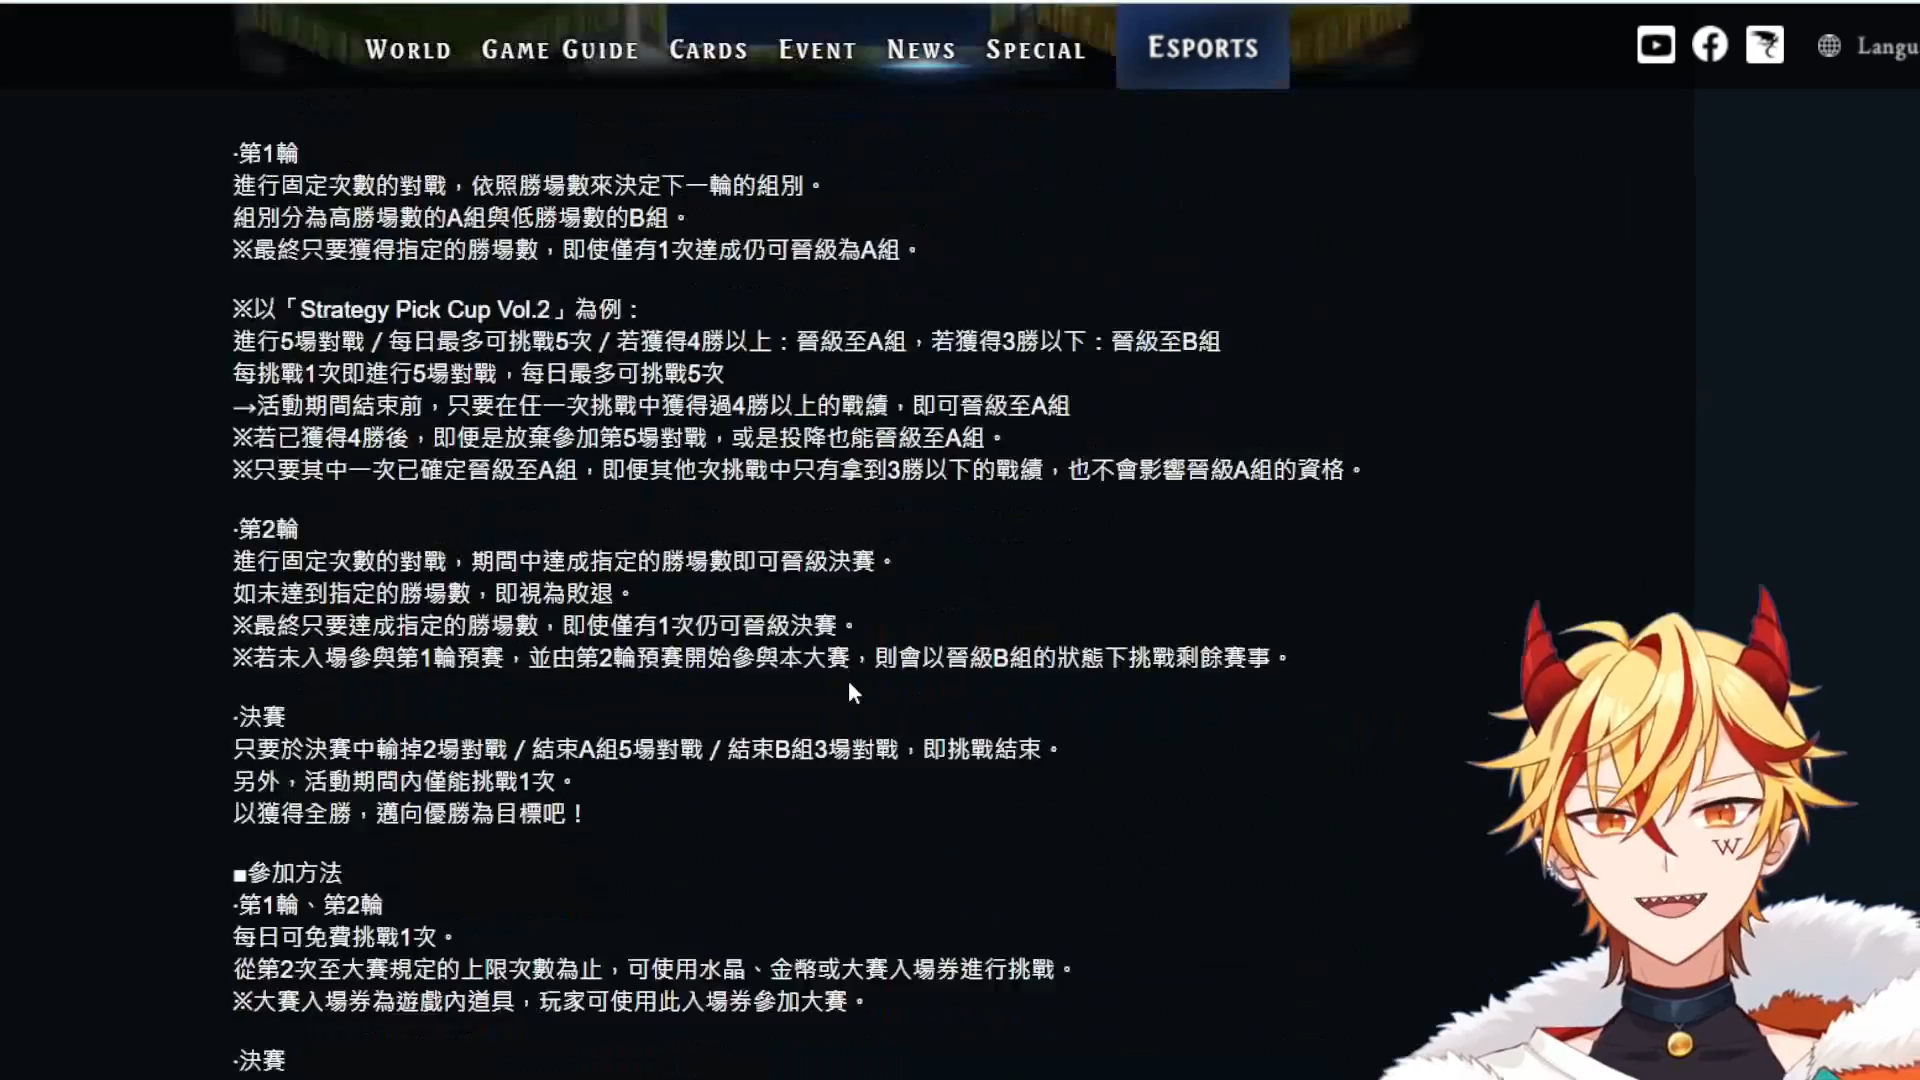 WORLD GAME GUIDE CARDS EVENT NEWS SPECIAL ESPORTS Langu
·第1輪
進行固定次數的對戰，依照勝場數來決定下一輪的組別。
組別分為高勝場數的A組與低勝場數的B組。
※最終只要獲得指定的勝場數，即使僅有1次達成仍可晉級為A組。
※以「Strategy Pick Cup Vol.2」為例：
進行5場對戰 / 每日最多可挑戰5次 / 若獲得4勝以上：晉級至A組，若獲得3勝以下：晉級至B組
每挑戰1次即進行5場對戰，每日最多可挑戰5次
→活動期間結束前，只要在任一次挑戰中獲得過4勝以上的戰績，即可晉級至A組
※若已獲得4勝後，即便是放棄參加第5場對戰，或是投降也能晉級至A組。
※只要其中一次已確定晉級至A組，即便其他次挑戰中只有拿到3勝以下的戰績，也不會影響晉級A組的資格。
·第2輪
進行固定次數的對戰，期間中達成指定的勝場數即可晉級決賽。
如未達到指定的勝場數，即視為敗退。
※最終只要達成指定的勝場數，即使僅有1次仍可晉級決賽。
※若未入場參與第1輪預賽，並由第2輪預賽開始參與本大賽，則會以晉級B組的狀態下挑戰剩餘賽事。
·決賽
只要於決賽中輸掉2場對戰 / 結束A組5場對戰 / 結束B組3場對戰，即挑戰結束。
另外，活動期間內僅能挑戰1次。
以獲得全勝，邁向優勝為目標吧！
■參加方法
·第1輪、第2輪
每日可免費挑戰1次。
從第2次至大賽規定的上限次數為止，可使用水晶、金幣或大賽入場券進行挑戰。
※大賽入場券為遊戲內道具，玩家可使用此入場券參加大賽。
·決賽
W